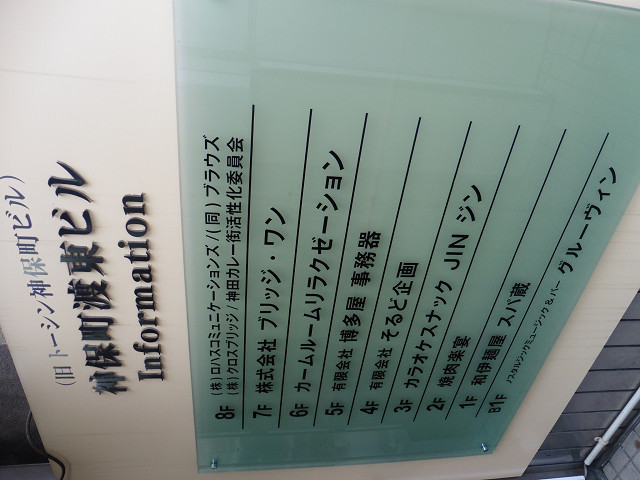 (旧 トーシン神保町ビル)
神保町渡東ビル
Information
8F (株)ロハスコミュニケーションズ/(同)ブラウズ
(株)クロスブリッジ/神田カレー街活性化委員会
7F 株式会社 ブリッジ・ワン
6F カームルームリラクゼーション
5F 有限会社 博多屋 事務器
4F 有限会社 そるど企画
3F カラオケスナック JIN ジン
2F 焼肉楽宴
1F 和伊麺屋 スパ蔵
B1F ノスタルジックミュージック&バー グルーヴィン